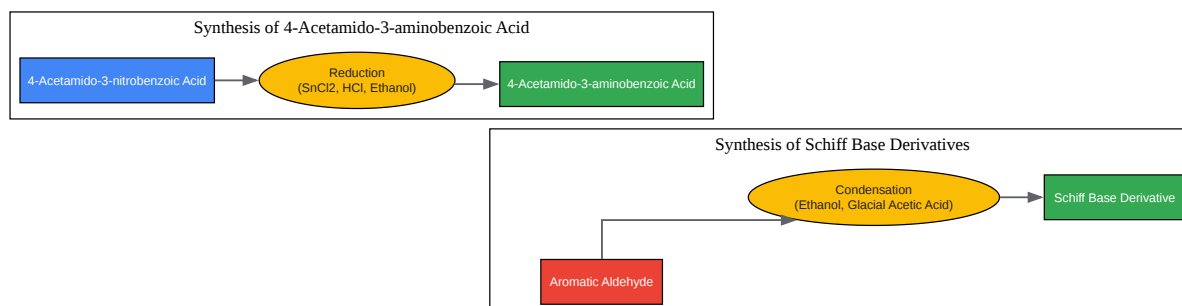 Synthesis of 4-Acetamido-3-aminobenzoic Acid
4-Acetamido-3-nitrobenzoic Acid
Reduction
(SnCl2, HCl, Ethanol)
4-Acetamido-3-aminobenzoic Acid
Synthesis of Schiff Base Derivatives
Condensation
(Ethanol, Glacial Acetic Acid)
Schiff Base Derivative
Aromatic Aldehyde